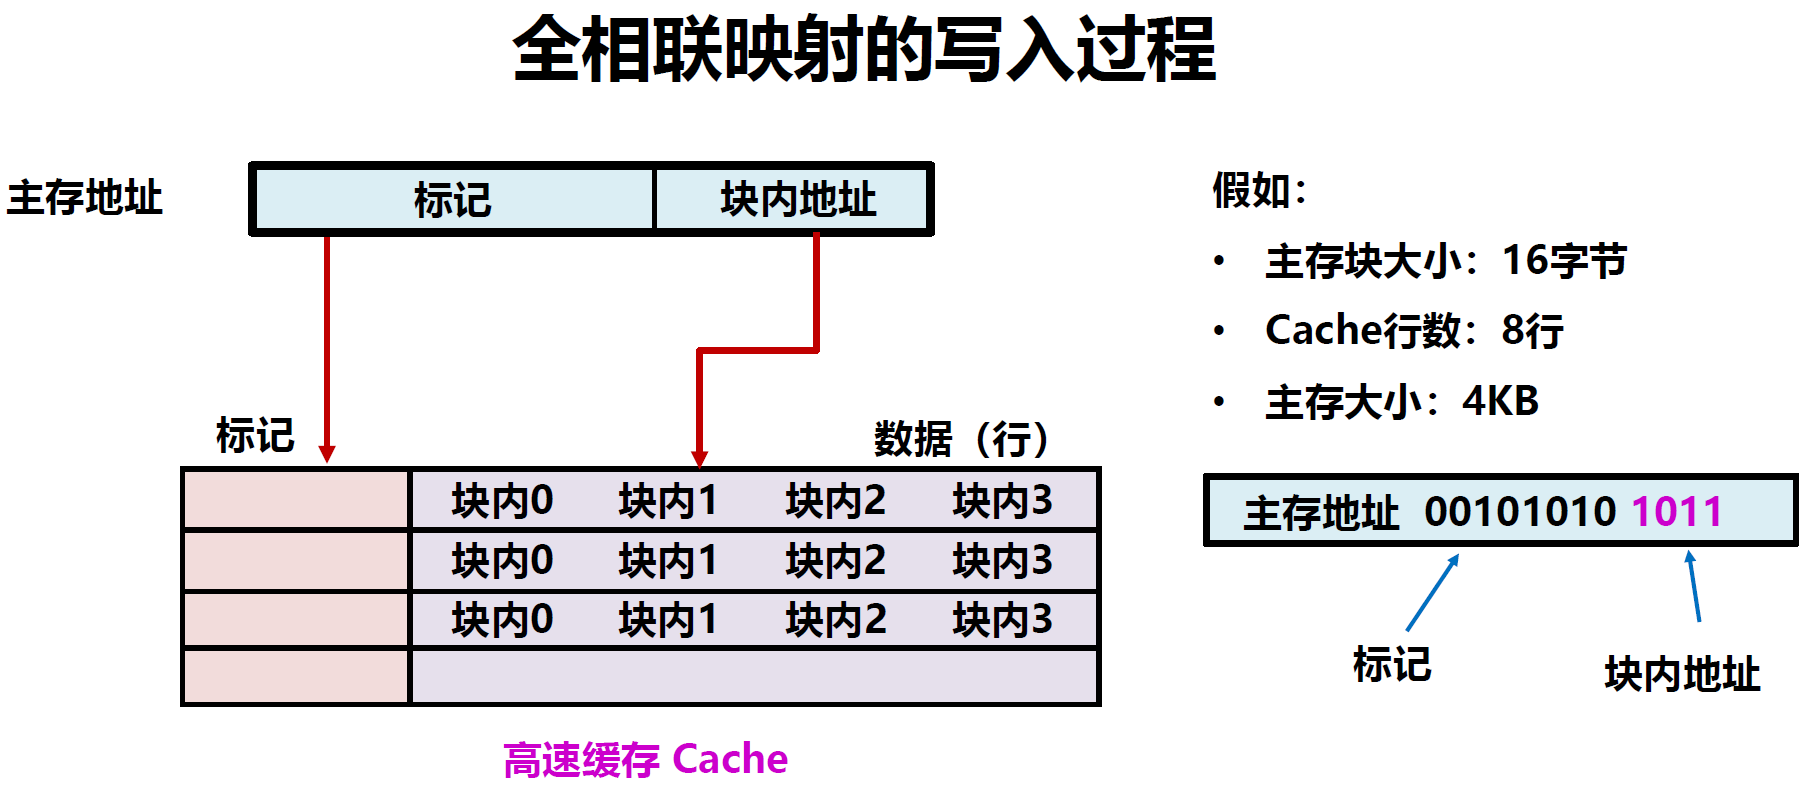 全相联映射的写入过程
主存地址
标记
块内地址
标记
数据（行）
块内0 块内1 块内2 块内3
块内0 块内1 块内2 块内3
块内0 块内1 块内2 块内3
高速缓存 Cache
假如：
• 主存块大小：16字节
• Cache行数：8行
• 主存大小：4KB
主存地址 00101010 1011
标记
块内地址